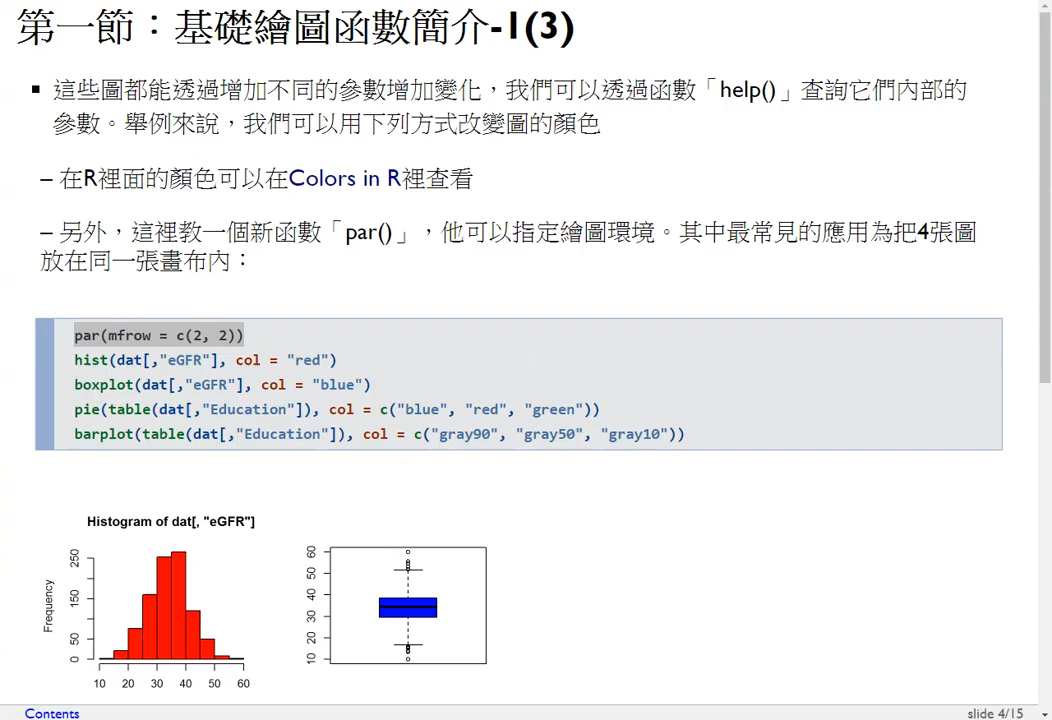 第一節：基礎繪圖函數簡介-1(3)
這些圖都能透過增加不同的參數增加變化，我們可以透過函數「help()」查詢它們內部的
參數。舉例來說，我們可以用下列方式改變圖的顏色
– 在R裡面的顏色可以在Colors in R裡查看
– 另外，這裡教一個新函數「par()」，他可以指定繪圖環境。其中最常見的應用為把4張圖
放在同一張畫布內：
par(mfrow = c(2, 2))
hist(dat[,"eGFR"], col = "red")
boxplot(dat[,"eGFR"], col = "blue")
pie(table(dat[,"Education"]), col = c("blue", "red", "green"))
barplot(table(dat[,"Education"]), col = c("gray90", "gray50", "gray10"))
Histogram of dat[, "eGFR"]
Frequency
250
150
50
0
10 20 30 40 50 60
60
50
40
30
20
10
Contents
slide 4/15